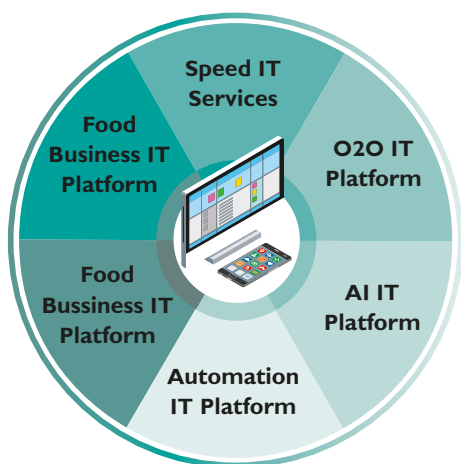 Speed IT
Services
O2O IT
Platform
AI IT
Platform
Automation
IT Platform
Food
Bussiness IT
Platform
Food
Business IT
Platform